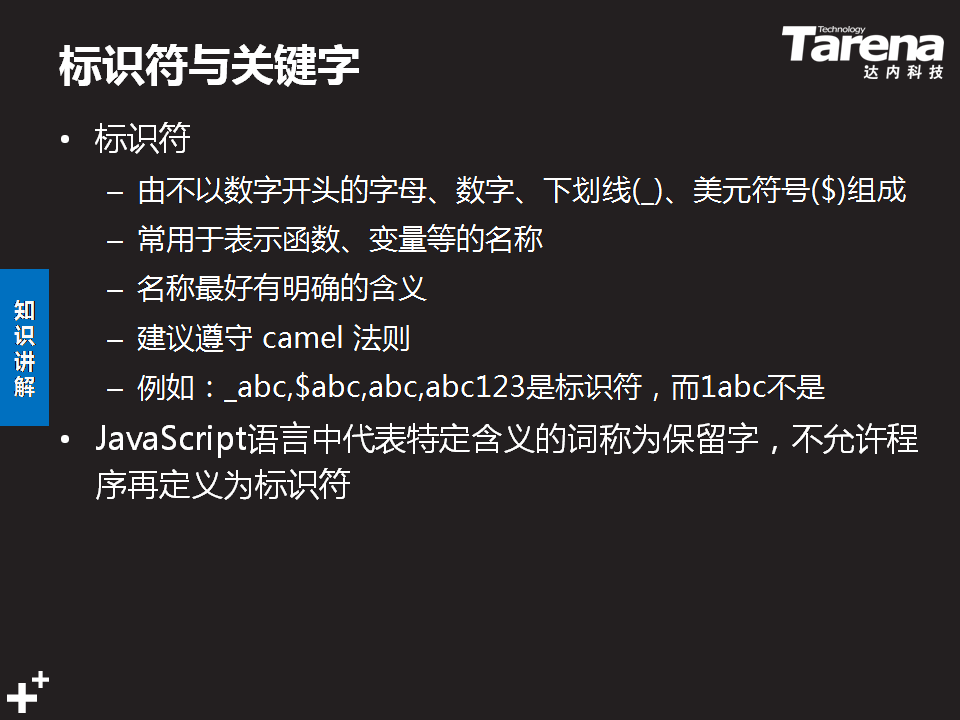 标识符与关键字
Technology
Tarena
达内科技
• 标识符
– 由不以数字开头的字母、数字、下划线(_)、美元符号($)组成
– 常用于表示函数、变量等的名称
– 名称最好有明确的含义
– 建议遵守 camel 法则
– 例如：_abc,$abc,abc,abc123是标识符，而1abc不是
• JavaScript语言中代表特定含义的词称为保留字，不允许程
序再定义为标识符
知
识
讲
解